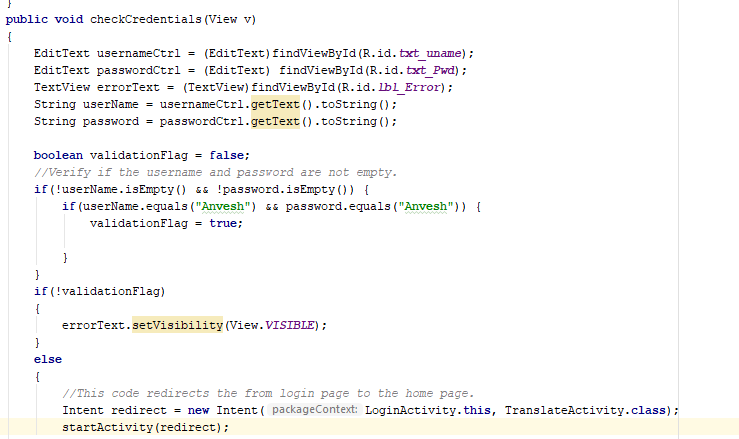 }
public void checkCredentials(View v)
{
EditText usernameCtrl = (EditText)findViewById(R.id.txt_uname);
EditText passwordCtrl = (EditText) findViewById(R.id.txt_Pwd);
TextView errorText = (TextView)findViewById(R.id.lbl_Error);
String userName = usernameCtrl.getText().toString();
String password = passwordCtrl.getText().toString();
boolean validationFlag = false;
//Verify if the username and password are not empty.
if(!userName.isEmpty() && !password.isEmpty()) {
if(userName.equals("Anvesh") && password.equals("Anvesh")) {
validationFlag = true;
}
}
if(!validationFlag)
{
errorText.setVisibility(View.VISIBLE);
}
else
{
//This code redirects the from login page to the home page.
Intent redirect = new Intent( packageContext: LoginActivity.this, TranslateActivity.class);
startActivity(redirect);